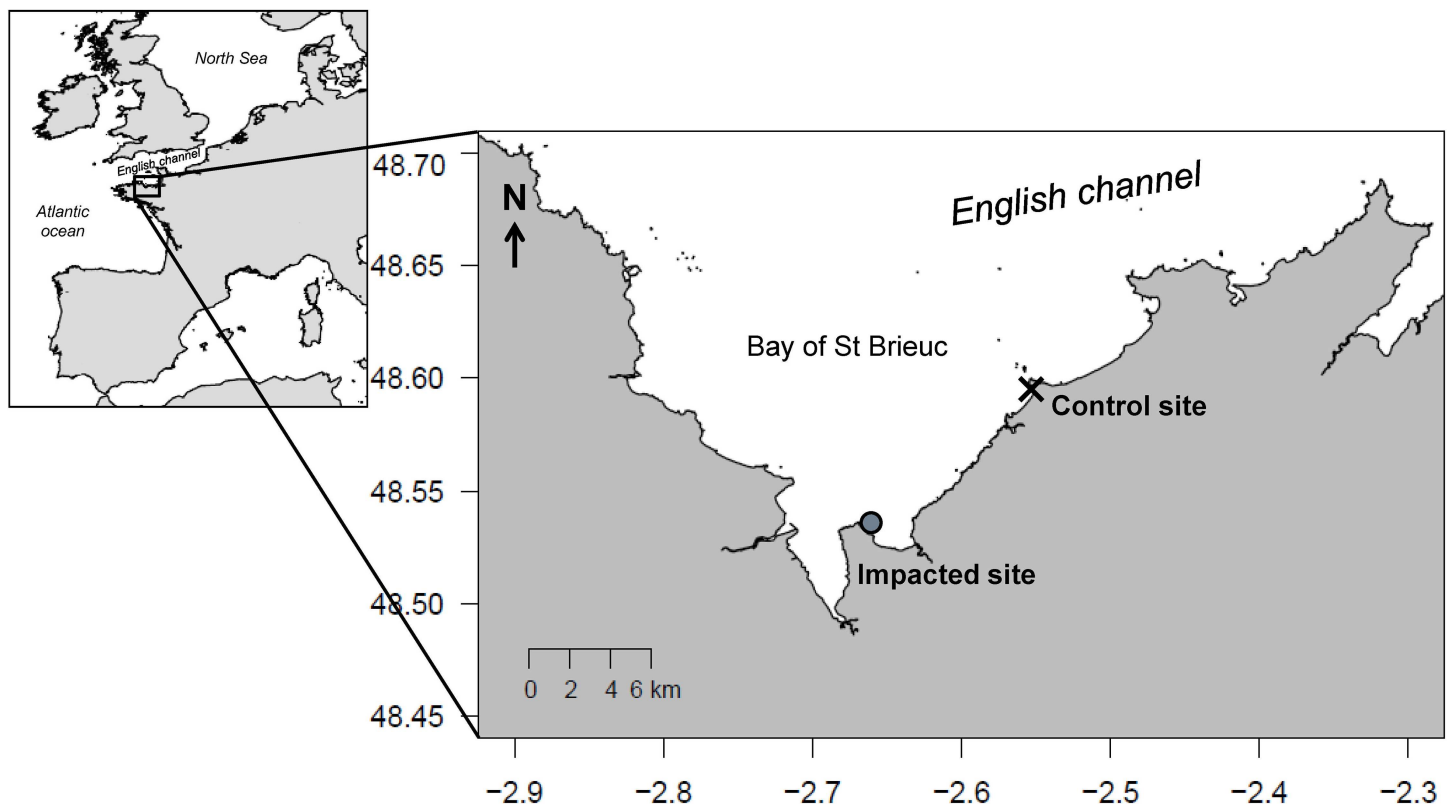 North Sea
English channel
Atlantic
ocean
48.70
48.65
48.60
48.55
48.50
48.45
N
English channel
Bay of St Brieuc
Control site
Impacted site
0 2 4 6 km
−2.9 −2.8 −2.7 −2.6 −2.5 −2.4 −2.3